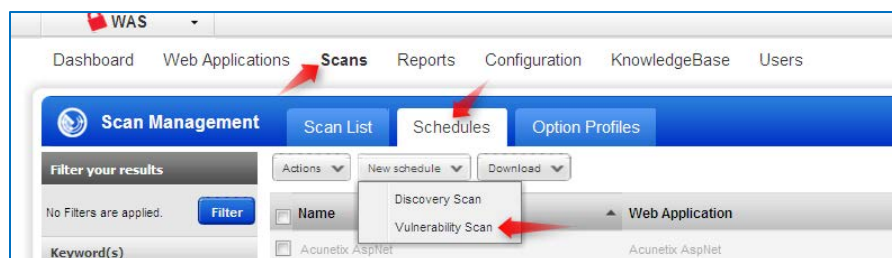 WAS
Dashboard Web Applications Scans Reports Configuration KnowledgeBase Users
Scan Management Scan List Schedules Option Profiles
Filter your results Actions New schedule Download
Discovery Scan
No Filters are applied. Filter Name Web Application
Vulnerability Scan
Keyword(s) Acunetix AspNet Acunetix AspNet